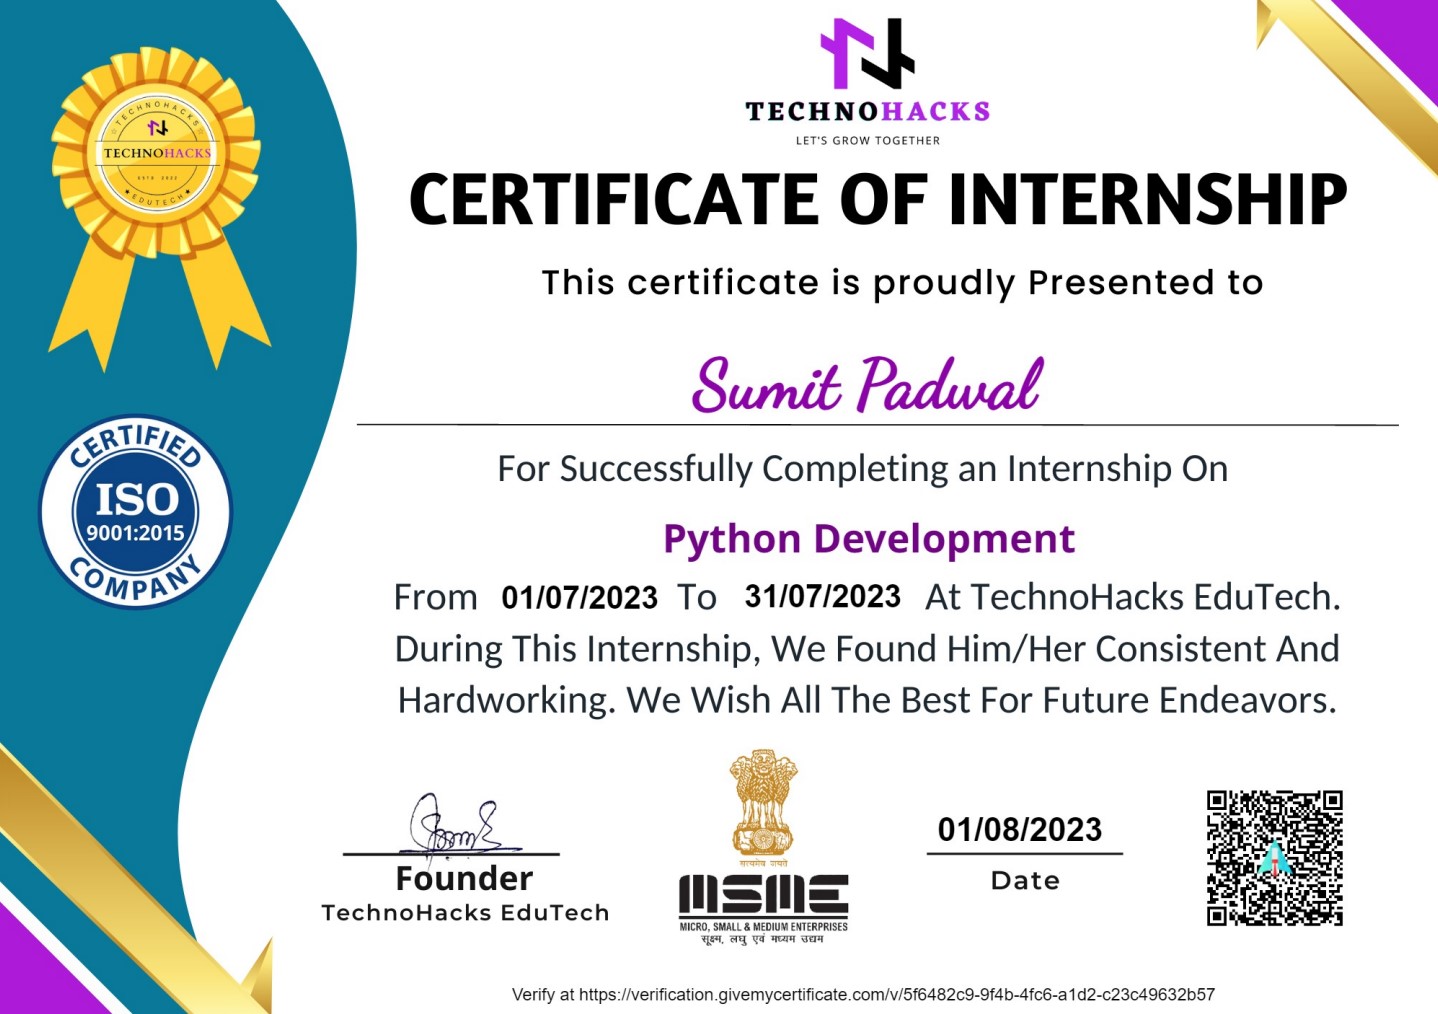 TECHNOHACKS
LET'S GROW TOGETHER
TECHNOHACKS
TECHNOHACKS
ESTD 2022
EDUTECH
CERTIFICATE OF INTERNSHIP
This certificate is proudly Presented to
Sumit Padwal
CERTIFIED
ISO
9001:2015
COMPANY
For Successfully Completing an Internship On
Python Development
From 01/07/2023 To 31/07/2023 At TechnoHacks EduTech.
During This Internship, We Found Him/Her Consistent And
Hardworking. We Wish All The Best For Future Endeavors.
Founder
TechnoHacks EduTech
सत्यमेव जयते
MSME
MICRO, SMALL & MEDIUM ENTERPRISES
सूक्ष्म, लघु एवं मध्यम उद्यम
01/08/2023
Date
Verify at https://verification.givemycertificate.com/v/5f6482c9-9f4b-4fc6-a1d2-c23c49632b57